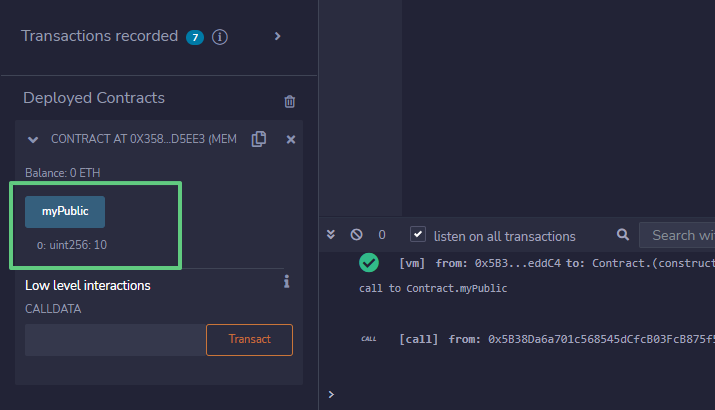 Transactions recorded 7 i
Deployed Contracts
CONTRACT AT 0X358...D5EE3 (MEM
Balance: 0 ETH
myPublic
0: uint256: 10
Low level interactions
CALLDATA
Transact
0
listen on all transactions
Search wit
[vm] from: 0x5B3...eddC4 to: Contract.(construct
call to Contract.myPublic
CALL [call] from: 0x5B38Da6a701c568545dCfcB03FcB875f5
>